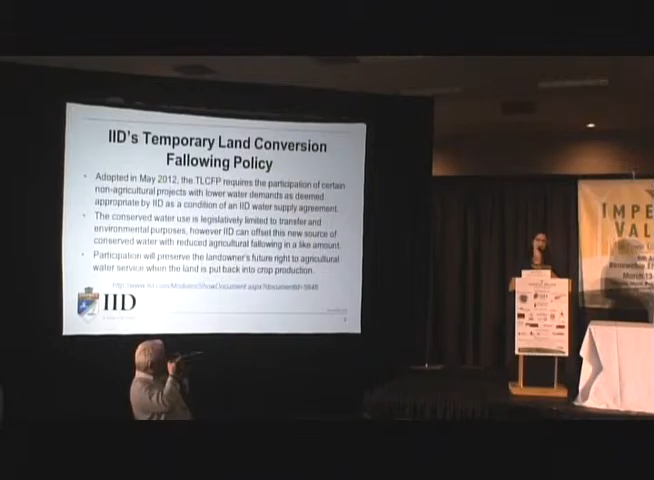 IID's Temporary Land Conversion
Fallowing Policy
• Adopted in May 2012, the TLCFP requires the participation of certain
non-agricultural projects with lower water demands as deemed
appropriate by IID as a condition of an IID water supply agreement.
• The conserved water use is legislatively limited to transfer and
environmental purposes, however IID can offset this new source of
conserved water with reduced agricultural fallowing in a like amount.
• Participation will preserve the landowner's future right to agricultural
water service when the land is put back into crop production.
IID
IMPE
VAL
March